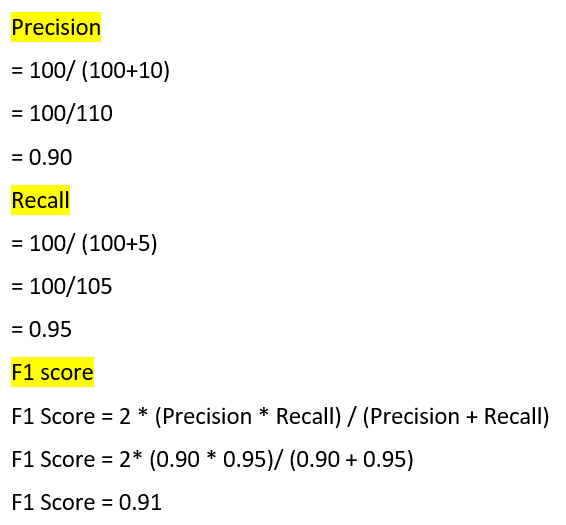 Precision
= 100/ (100+10)
= 100/110
= 0.90
Recall
= 100/ (100+5)
= 100/105
= 0.95
F1 score
F1 Score = 2 * (Precision * Recall) / (Precision + Recall)
F1 Score = 2* (0.90 * 0.95)/ (0.90 + 0.95)
F1 Score = 0.91